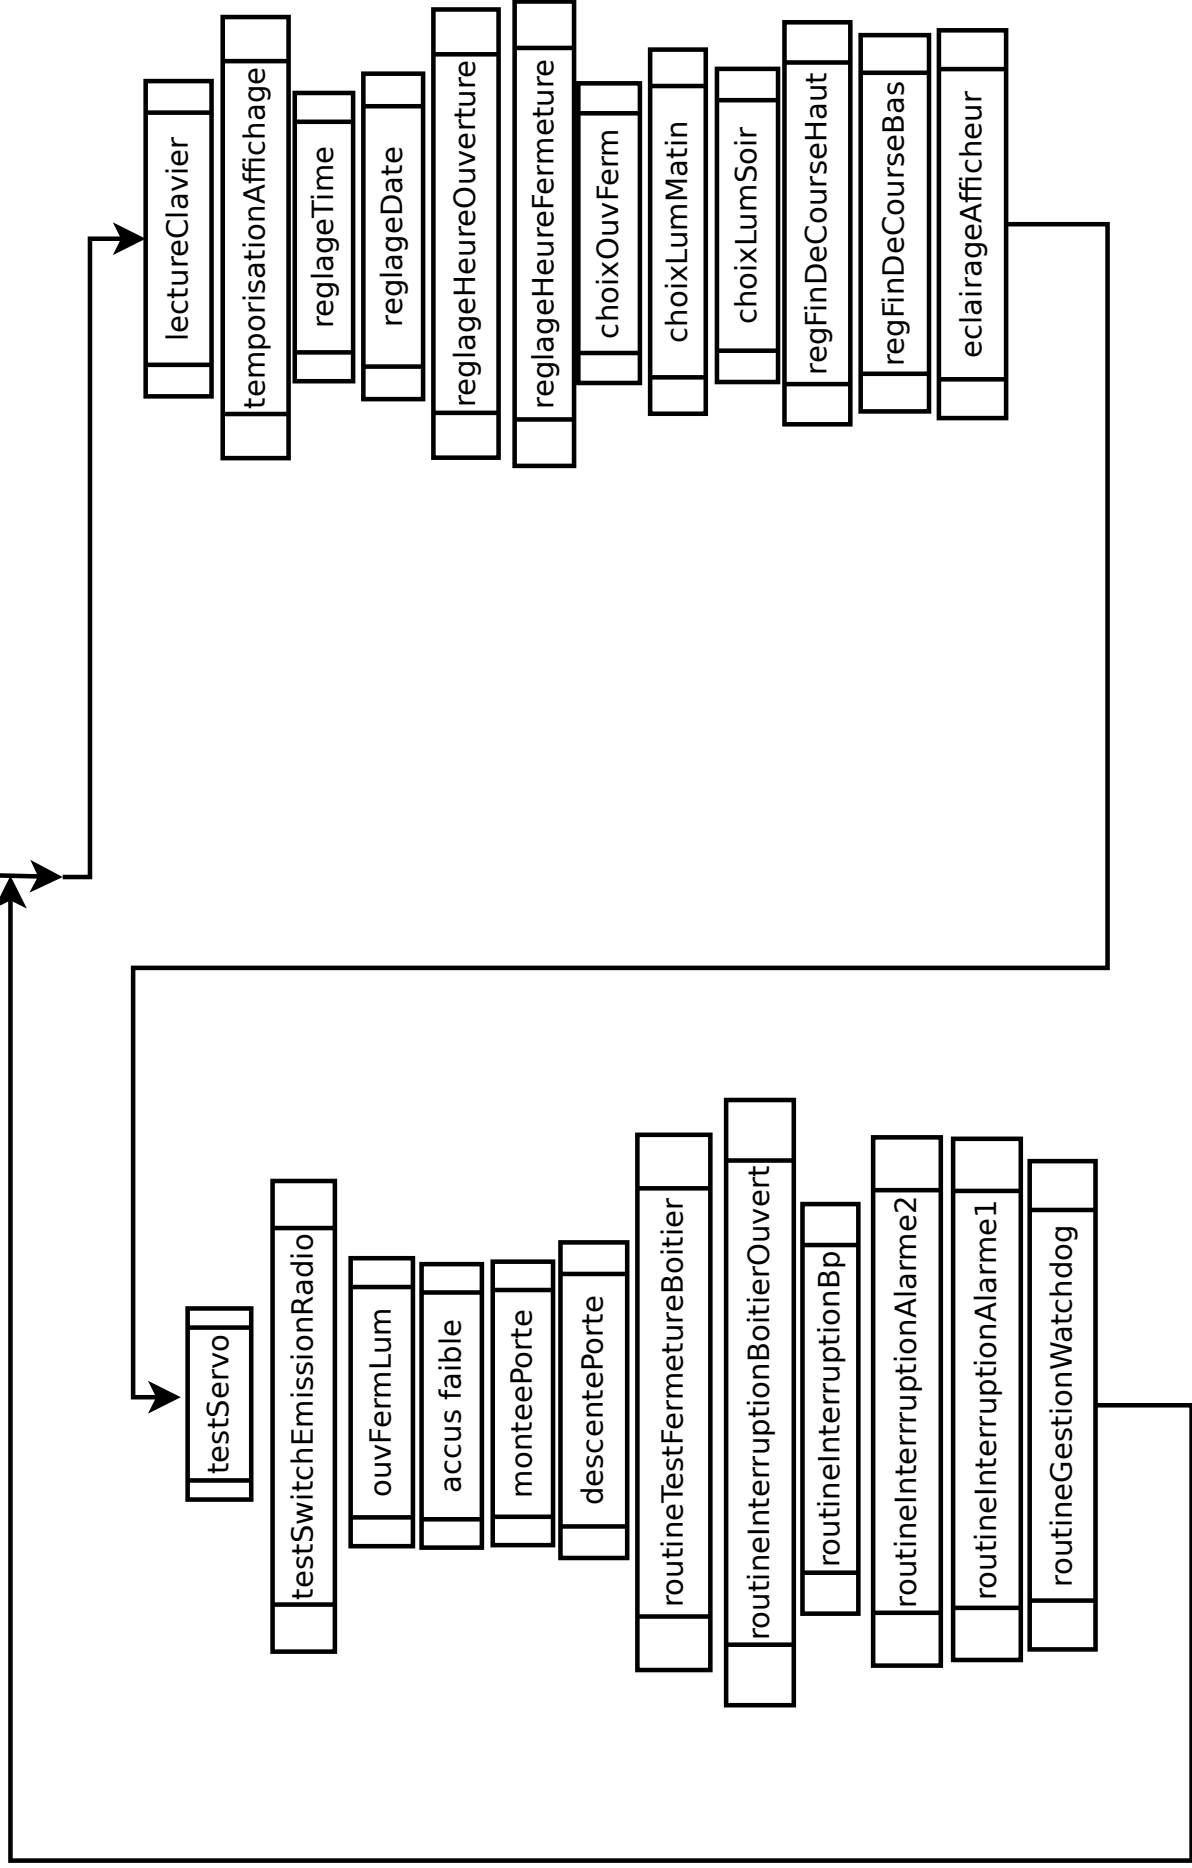 lectureClavier
temporisationAffichage
reglageTime
reglageDate
reglageHeureOuverture
reglageHeureFermeture
choixOuvFerm
choixLumMatin
choixLumSoir
regFinDeCourseHaut
regFinDeCourseBas
eclairageAfficheur
testServo
testSwitchEmissionRadio
ouvFermLum
accus faible
monteePorte
descentePorte
routineTestFermetureBoitier
routineInterruptionBoitierOuvert
routineInterruptionBp
routineInterrruptionAlarme2
routineInterruptionAlarme1
routineGestionWatchdog